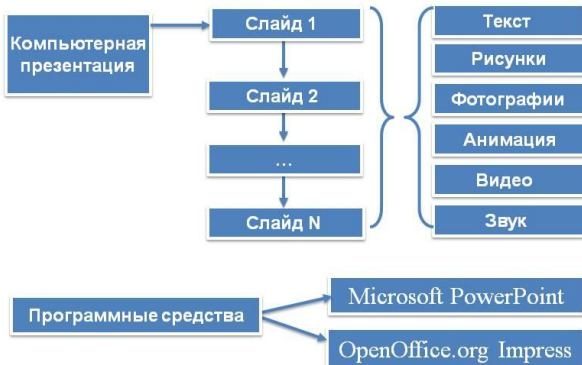 Компьютерная
презентация
Слайд 1
Слайд 2
...
Слайд N
Текст
Рисунки
Фотографии
Анимация
Видео
Звук
Программные средства
Microsoft PowerPoint
OpenOffice.org Impress